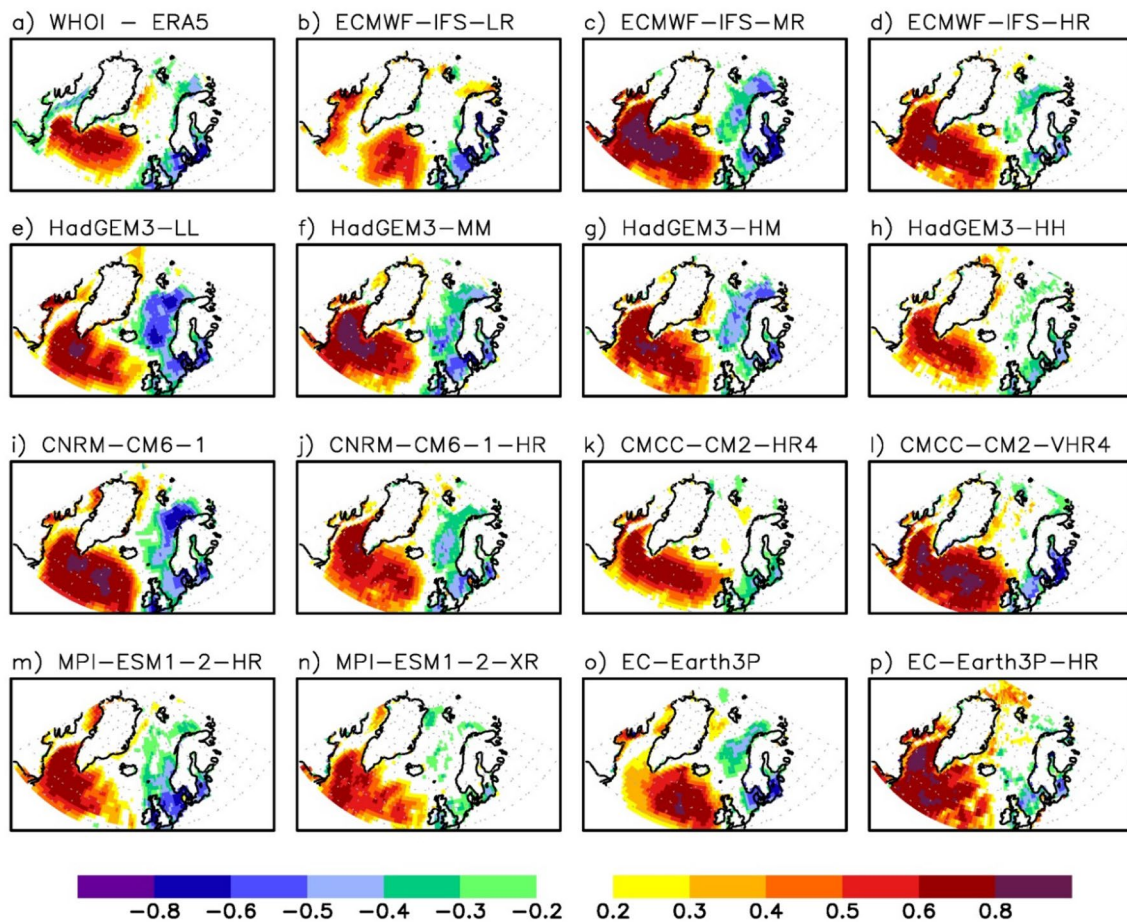 a) WHOI - ERA5
b) ECMWF-IFS-LR
c) ECMWF-IFS-MR
d) ECMWF-IFS-HR
e) HadGEM3-LL
f) HadGEM3-MM
g) HadGEM3-HM
h) HadGEM3-HH
i) CNRM-CM6-1
j) CNRM-CM6-1-HR
k) CMCC-CM2-HR4
l) CMCC-CM2-VHR4
m) MPI-ESM1-2-HR
n) MPI-ESM1-2-XR
o) EC-Earth3P
p) EC-Earth3P-HR
-0.8 -0.6 -0.5 -0.4 -0.3 -0.2 0.2 0.3 0.4 0.5 0.6 0.8